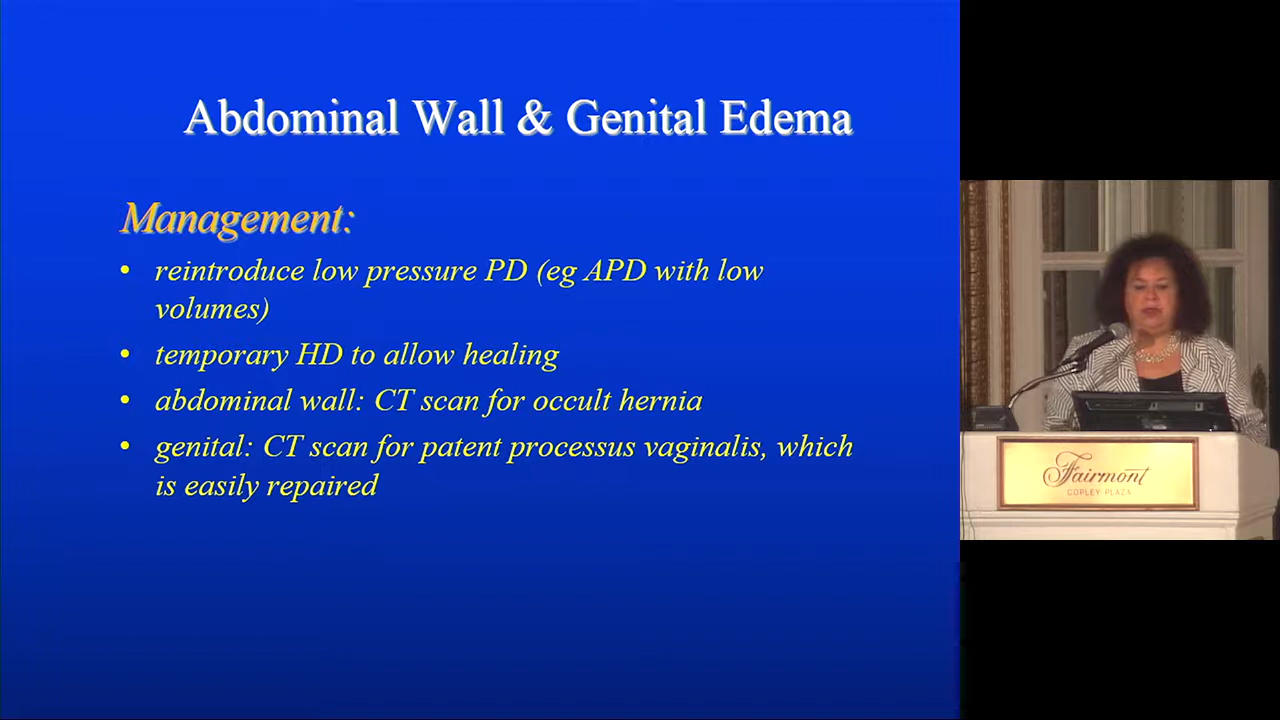 Abdominal Wall & Genital Edema
Management:
• reintroduce low pressure PD (eg APD with low
volumes)
• temporary HD to allow healing
• abdominal wall: CT scan for occult hernia
• genital: CT scan for patent processus vaginalis, which
is easily repaired
Fairmont
COPLEY PLAZA